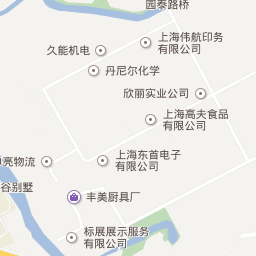 园泰路桥
上海伟航印务
有限公司
久能机电
丹尼尔化学
欣丽实业公司
上海高夫食品
有限公司
上海东首电子
有限公司
亮物流
谷别墅
丰美厨具厂
标展展示服务
有限公司